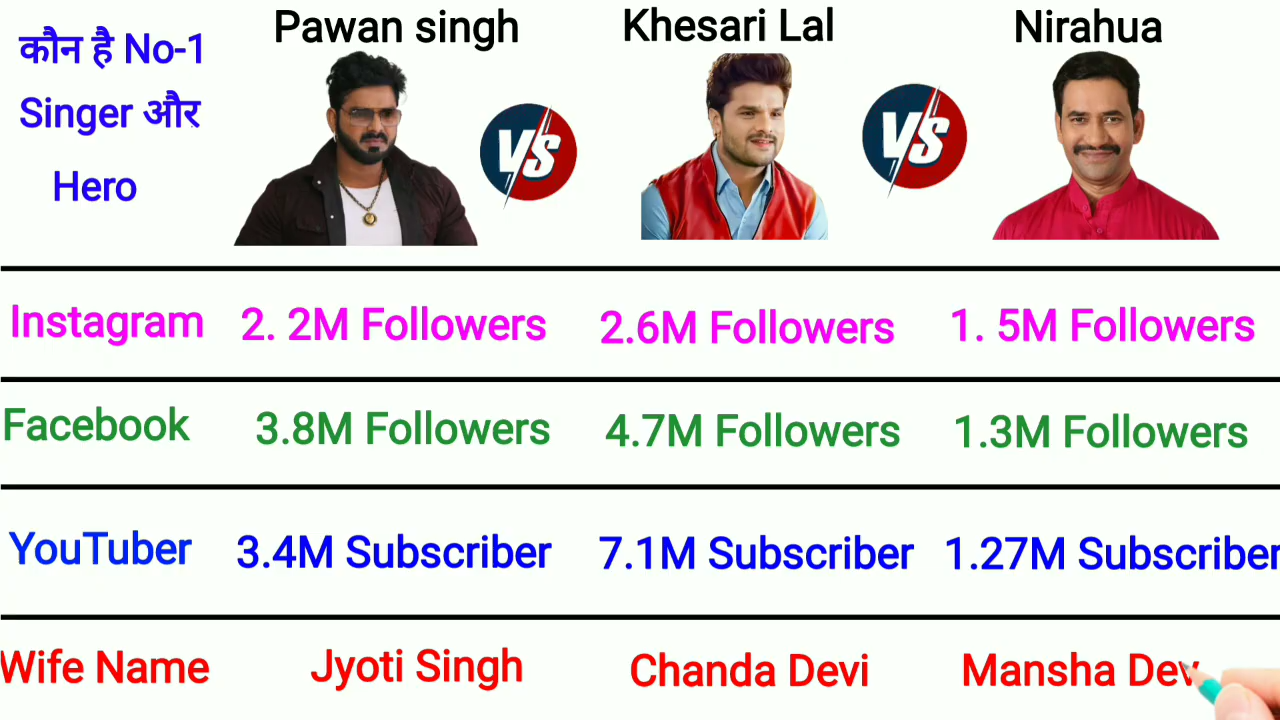 कौन है No-1
Singer और
Hero
Pawan singh
VS
Khesari Lal
VS
Nirahua
Instagram 2. 2M Followers 2.6M Followers 1. 5M Followers
Facebook 3.8M Followers 4.7M Followers 1.3M Followers
YouTuber 3.4M Subscriber 7.1M Subscriber 1.27M Subscriber
Wife Name Jyoti Singh Chanda Devi Mansha Dev